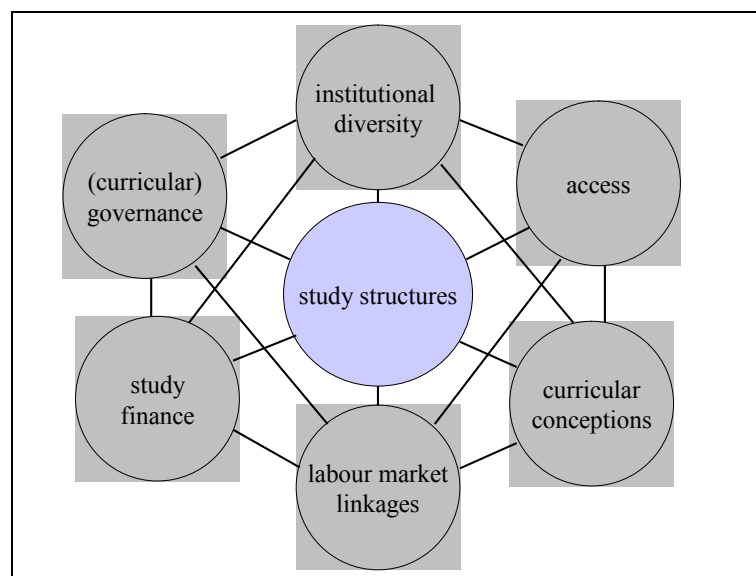 institutional
diversity
(curricular)
governance
access
study structures
study
finance
curricular
conceptions
labour market
linkages